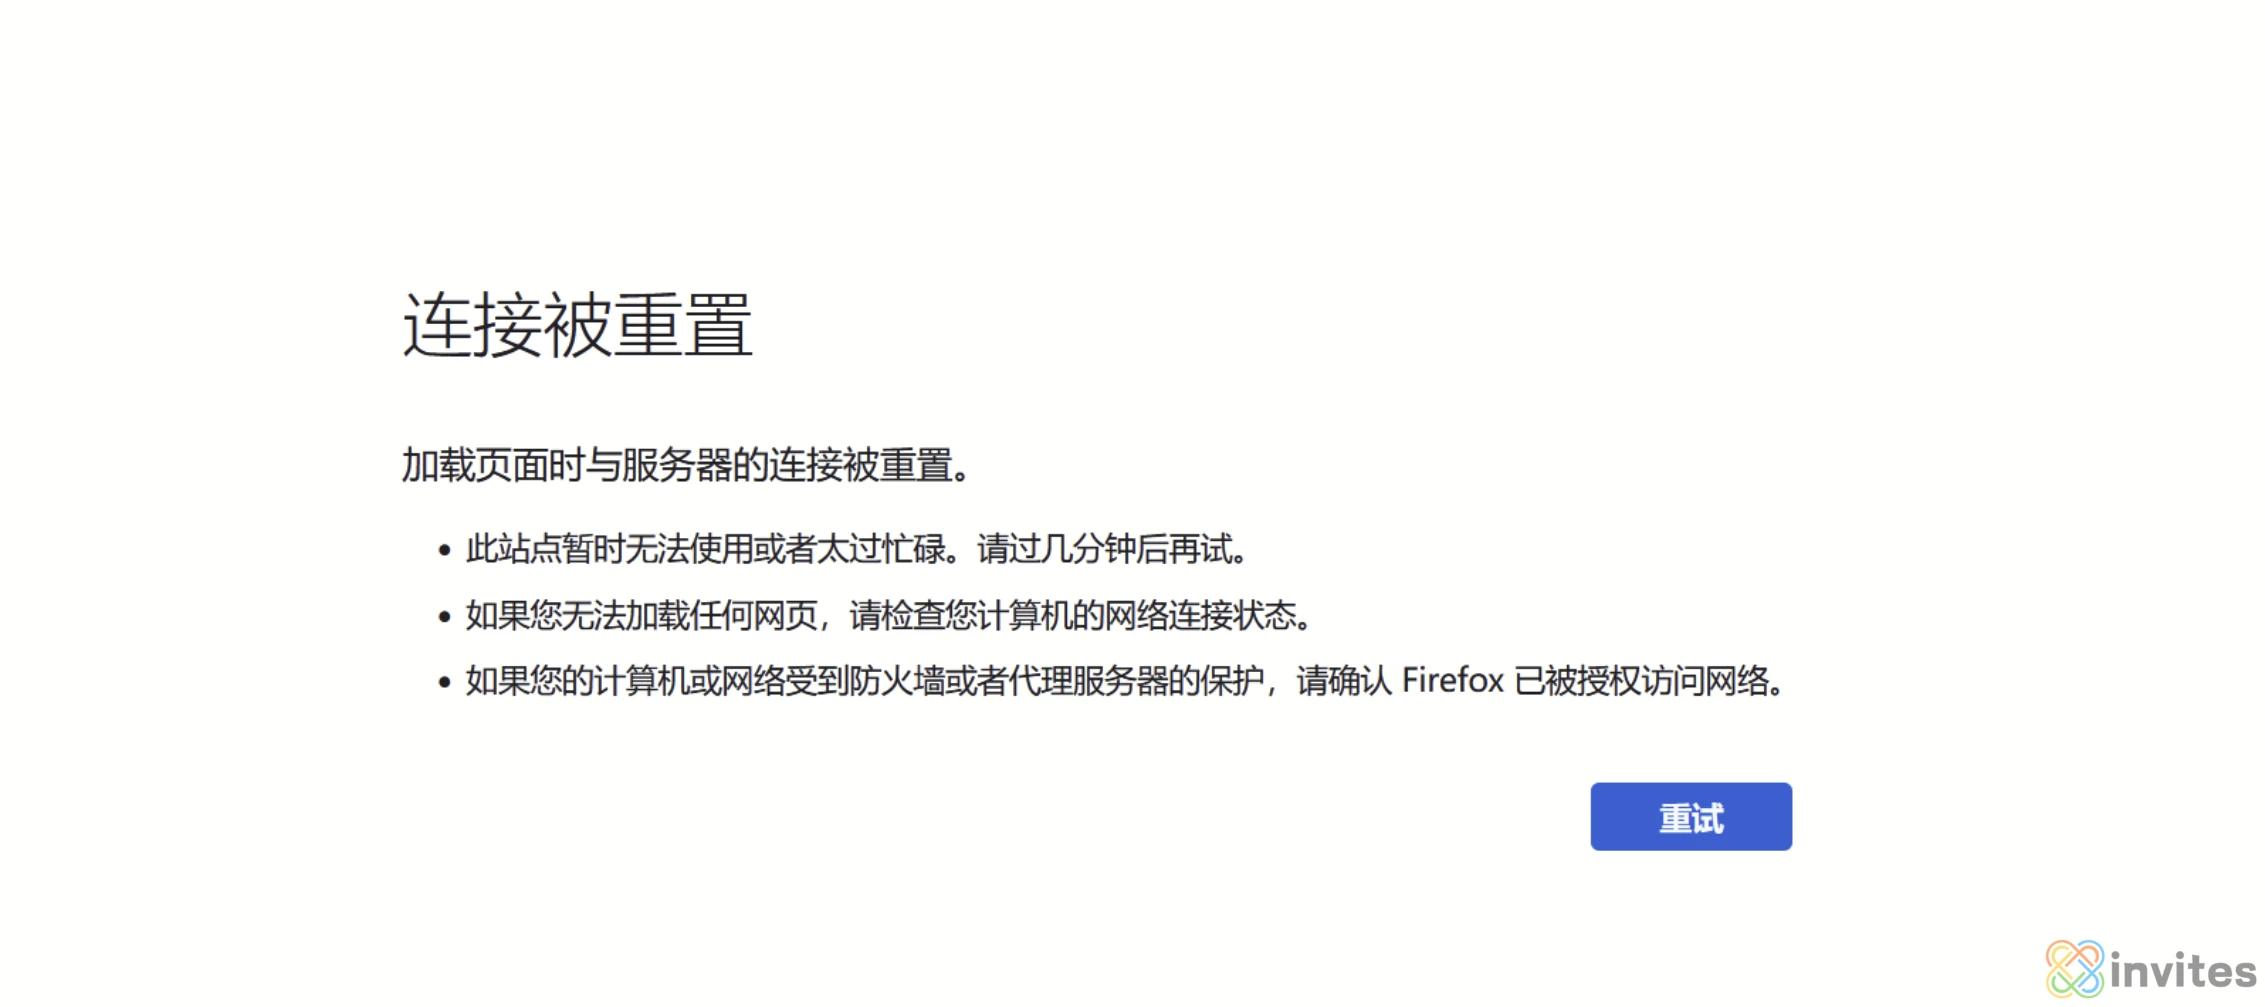 连接被重置
加载页面时与服务器的连接被重置。
• 此站点暂时无法使用或者太过忙碌。请过几分钟后再试。
• 如果您无法加载任何网页，请检查您计算机的网络连接状态。
• 如果您的计算机或网络受到防火墙或者代理服务器的保护，请确认 Firefox 已被授权访问网络。
重试
invites